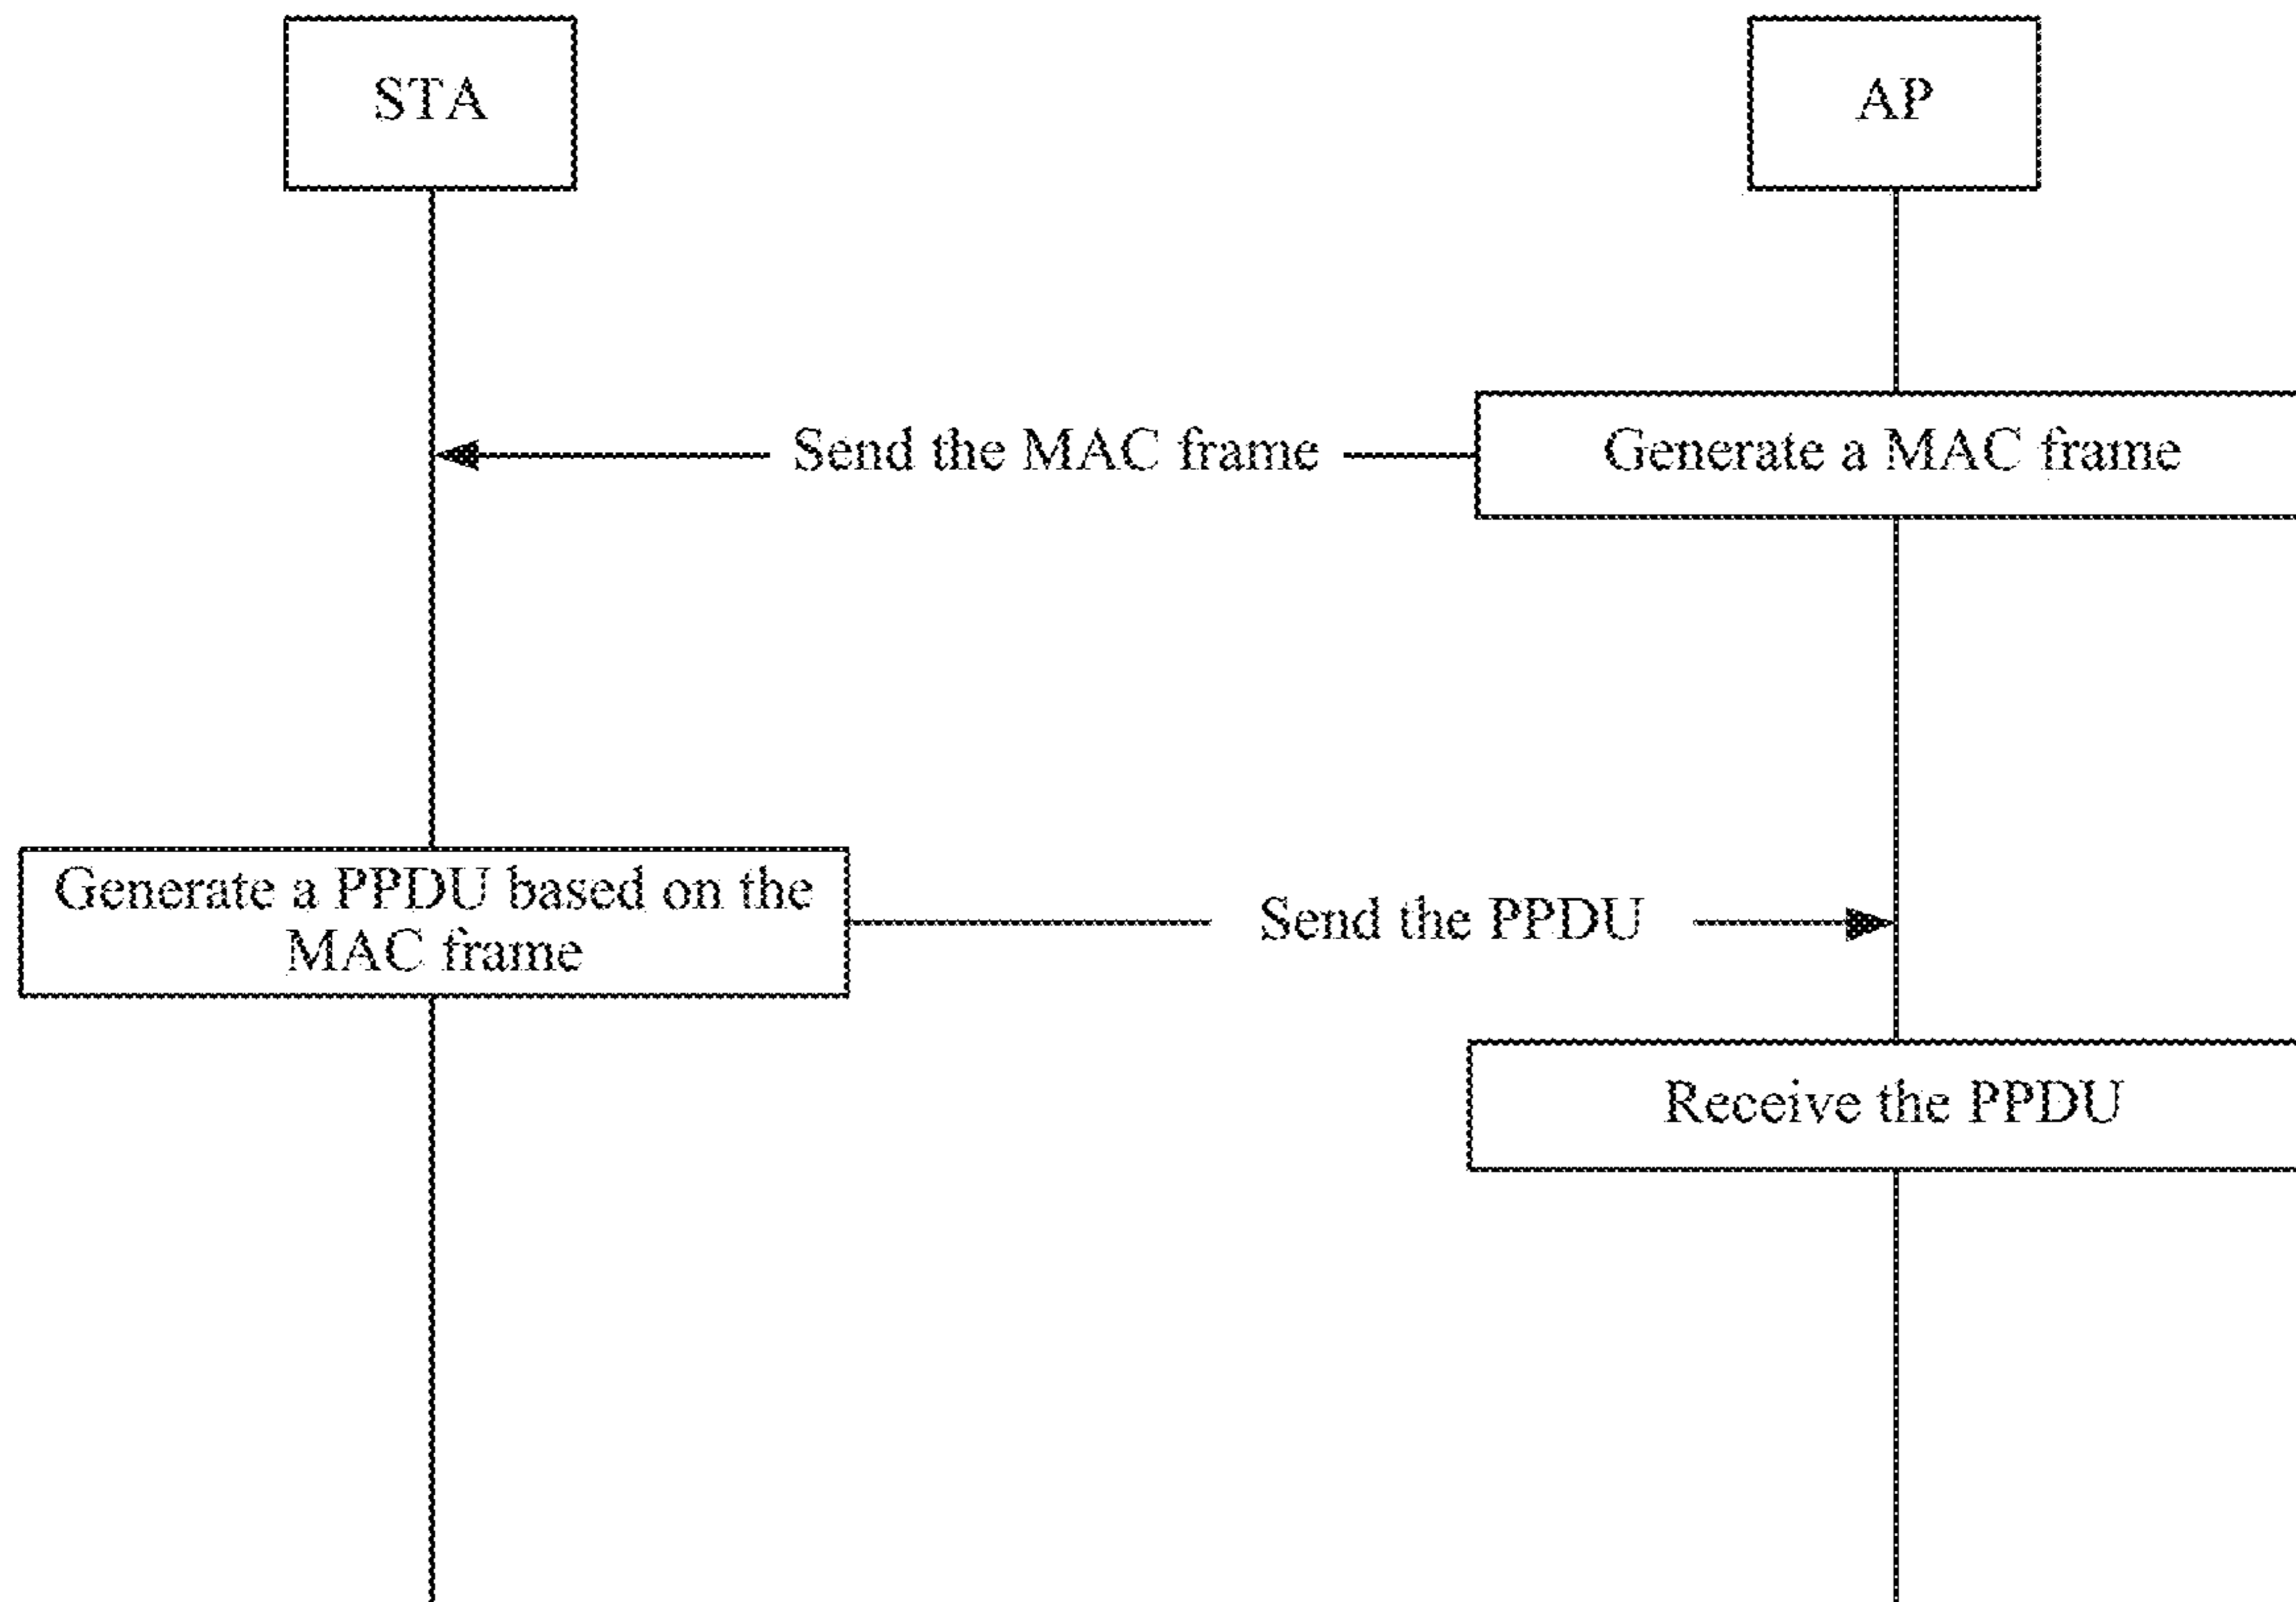 STA
AP
Send the MAC frame
Generate a MAC frame
Generate a PPDU based on the
MAC frame
Send the PPDU
Receive the PPDU